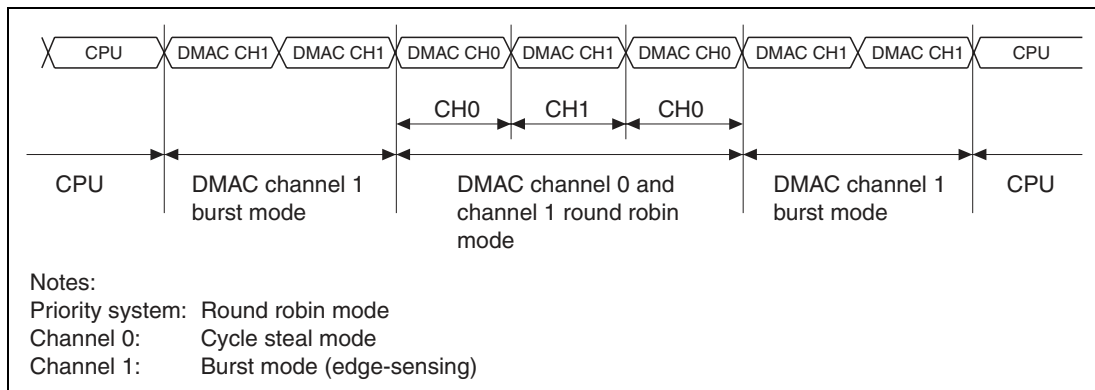 CPU DMAC CH1 DMAC CH1 DMAC CH0 DMAC CH1 DMAC CH0 DMAC CH1 DMAC CH1 CPU
CH0 CH1 CH0
CPU
DMAC channel 1
burst mode
DMAC channel 0 and
channel 1 round robin
mode
DMAC channel 1
burst mode
CPU
Notes:
Priority system: Round robin mode
Channel 0: Cycle steal mode
Channel 1: Burst mode (edge-sensing)